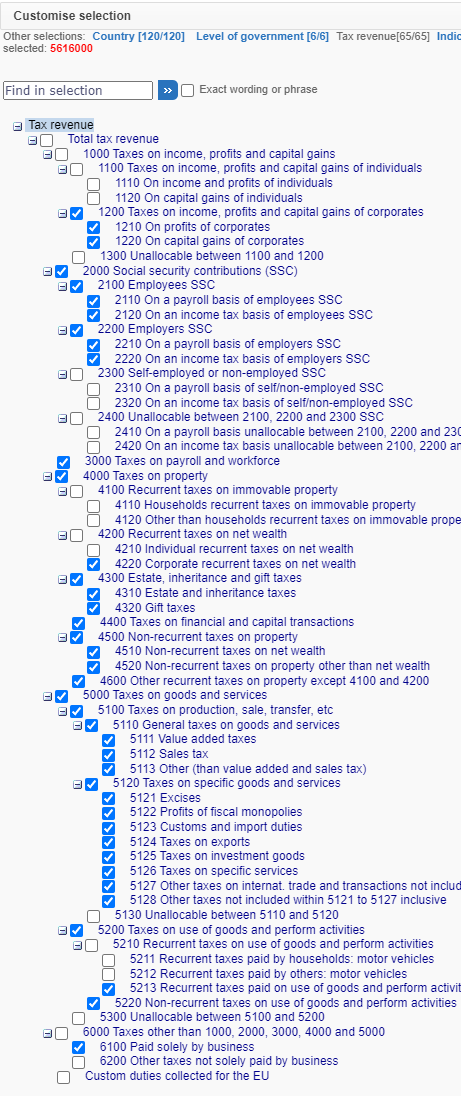 Customise selection
Other selections: Country [120/120] Level of government [6/6] Tax revenue[65/65] Indic
selected: 5616000
Find in selection
»
Exact wording or phrase
Tax revenue
Total tax revenue
1000 Taxes on income, profits and capital gains
1100 Taxes on income, profits and capital gains of individuals
1110 On income and profits of individuals
1120 On capital gains of individuals
1200 Taxes on income, profits and capital gains of corporates
1210 On profits of corporates
1220 On capital gains of corporates
1300 Unallocable between 1100 and 1200
2000 Social security contributions (SSC)
2100 Employees SSC
2110 On a payroll basis of employees SSC
2120 On an income tax basis of employees SSC
2200 Employers SSC
2210 On a payroll basis of employers SSC
2220 On an income tax basis of employers SSC
2300 Self-employed or non-employed SSC
2310 On a payroll basis of self/non-employed SSC
2320 On an income tax basis of self/non-employed SSC
2400 Unallocable between 2100, 2200 and 2300 SSC
2410 On a payroll basis unallocable between 2100, 2200 and 230
2420 On an income tax basis unallocable between 2100, 2200 an
3000 Taxes on payroll and workforce
4000 Taxes on property
4100 Recurrent taxes on immovable property
4110 Households recurrent taxes on immovable property
4120 Other than households recurrent taxes on immovable prope
4200 Recurrent taxes on net wealth
4210 Individual recurrent taxes on net wealth
4220 Corporate recurrent taxes on net wealth
4300 Estate, inheritance and gift taxes
4310 Estate and inheritance taxes
4320 Gift taxes
4400 Taxes on financial and capital transactions
4500 Non-recurrent taxes on property
4510 Non-recurrent taxes on net wealth
4520 Non-recurrent taxes on property other than net wealth
4600 Other recurrent taxes on property except 4100 and 4200
5000 Taxes on goods and services
5100 Taxes on production, sale, transfer, etc
5110 General taxes on goods and services
5111 Value added taxes
5112 Sales tax
5113 Other (than value added and sales tax)
5120 Taxes on specific goods and services
5121 Excises
5122 Profits of fiscal monopolies
5123 Customs and import duties
5124 Taxes on exports
5125 Taxes on investment goods
5126 Taxes on specific services
5127 Other taxes on internat. trade and transactions not includ
5128 Other taxes not included within 5121 to 5127 inclusive
5130 Unallocable between 5110 and 5120
5200 Taxes on use of goods and perform activities
5210 Recurrent taxes on use of goods and perform activities
5211 Recurrent taxes paid by households: motor vehicles
5212 Recurrent taxes paid by others: motor vehicles
5213 Recurrent taxes paid on use of goods and perform activit
5220 Non-recurrent taxes on use of goods and perform activities
5300 Unallocable between 5100 and 5200
6000 Taxes other than 1000, 2000, 3000, 4000 and 5000
6100 Paid solely by business
6200 Other taxes not solely paid by business
Custom duties collected for the EU